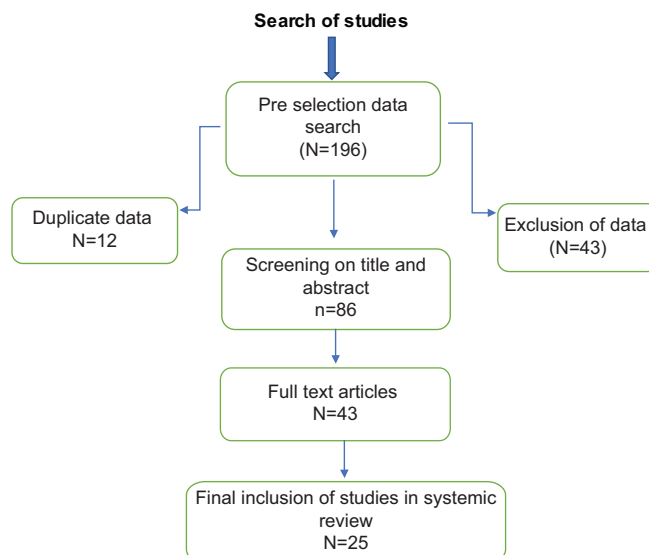 Search of studies
Pre selection data
search
(N=196)
Duplicate data
N=12
Exclusion of data
(N=43)
Screening on title and
abstract
n=86
Full text articles
N=43
Final inclusion of studies in systemic
review
N=25